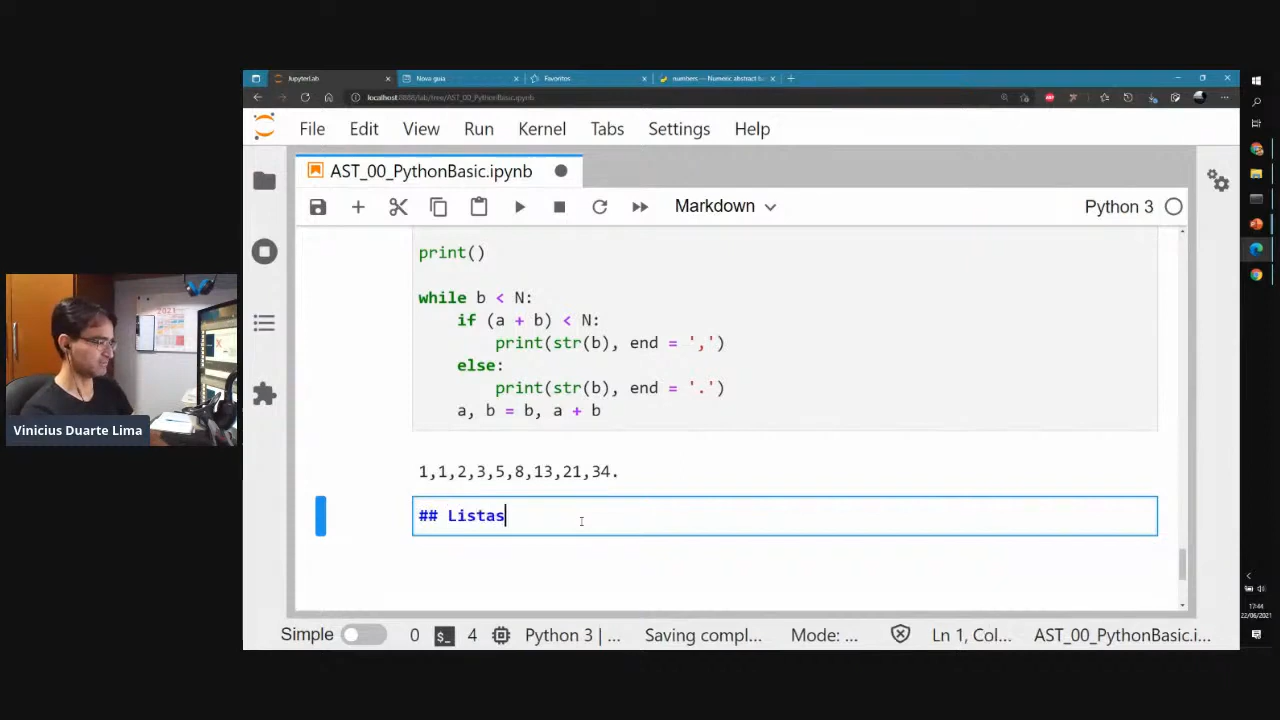 JupyterLab
Nova guia
Favoritos
numbers — Numeric abstract ba
localhost:8888/lab/tree/AST_00_PythonBasic.ipynb
File Edit View Run Kernel Tabs Settings Help
AST_00_PythonBasic.ipynb
Markdown
Python 3
print()
while b < N:
if (a + b) < N:
print(str(b), end = ',')
else:
print(str(b), end = '.')
a, b = b, a + b
1,1,2,3,5,8,13,21,34.
## Listas
Simple 0 4 Python 3 | ... Saving compl... Mode: ... Ln 1, Col... AST_00_PythonBasic.i...
Vinicius Duarte Lima
2021
17:44
22/06/2021